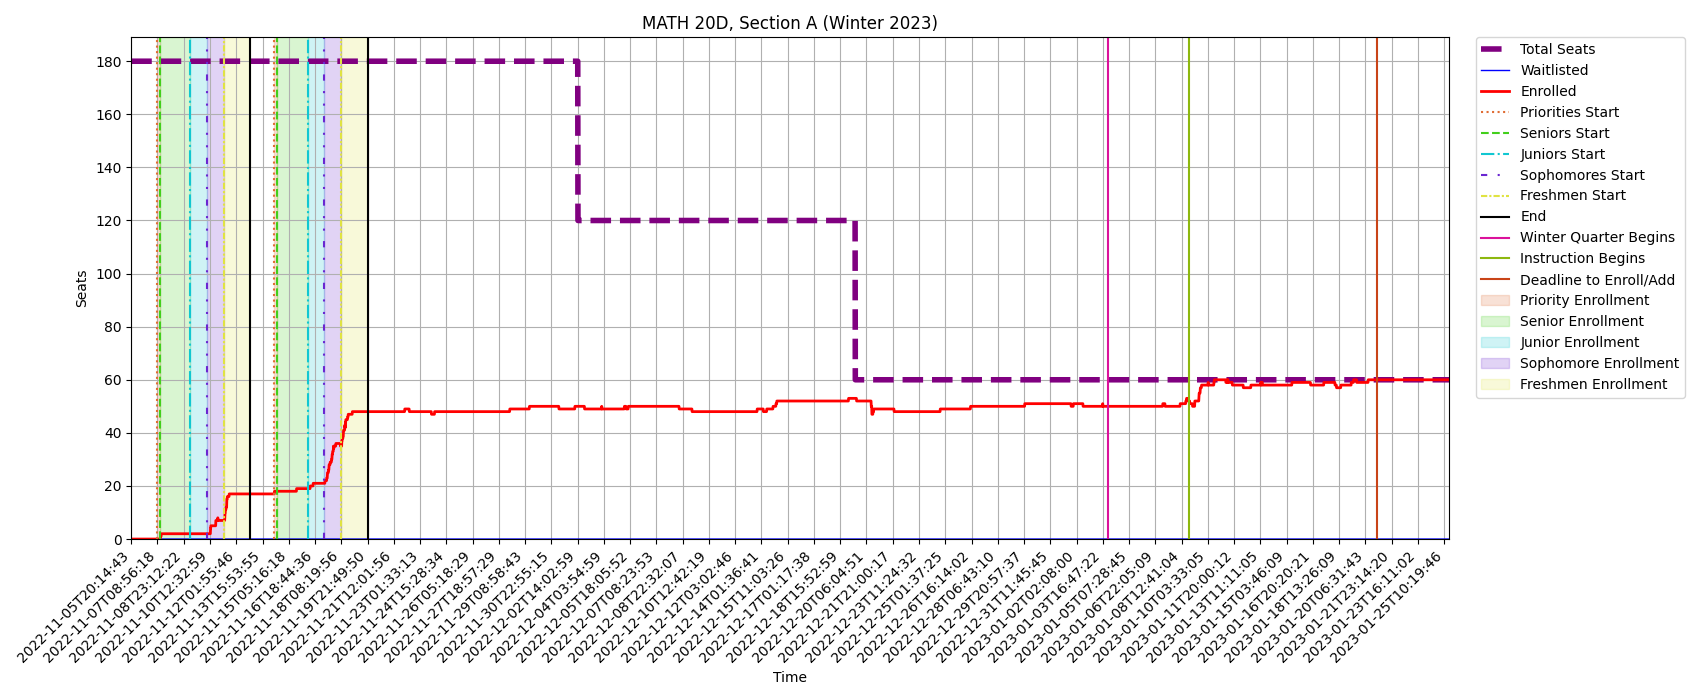 MATH 20D, Section A (Winter 2023)
Seats
180
160
140
120
100
80
60
40
20
0
2022-11-05T20:14:43
2022-11-07T08:56:18
2022-11-08T23:12:22
2022-11-10T12:32:59
2022-11-12T01:55:46
2022-11-13T15:53:55
2022-11-15T05:16:18
2022-11-16T18:44:36
2022-11-18T08:19:56
2022-11-19T21:49:50
2022-11-21T12:01:56
2022-11-23T01:33:13
2022-11-24T15:28:34
2022-11-26T05:18:29
2022-11-27T18:57:29
2022-11-29T08:58:43
2022-11-30T22:55:15
2022-12-02T14:02:59
2022-12-04T03:54:59
2022-12-05T18:05:52
2022-12-07T08:23:53
2022-12-08T22:32:07
2022-12-10T12:42:19
2022-12-12T03:02:46
2022-12-14T01:36:41
2022-12-15T11:03:26
2022-12-17T01:17:38
2022-12-18T15:52:59
2022-12-20T06:04:51
2022-12-21T21:00:17
2022-12-23T11:24:32
2022-12-25T01:37:25
2022-12-26T16:14:02
2022-12-28T06:43:10
2022-12-29T20:57:37
2022-12-31T11:45:45
2023-01-02T02:08:00
2023-01-03T16:47:22
2023-01-05T07:28:45
2023-01-06T22:05:09
2023-01-08T12:41:04
2023-01-10T03:33:05
2023-01-11T20:00:12
2023-01-13T11:11:05
2023-01-15T03:46:09
2023-01-16T20:20:21
2023-01-18T13:26:09
2023-01-20T06:31:43
2023-01-21T23:14:20
2023-01-23T16:11:02
2023-01-25T10:19:46
Time
Total Seats
Waitlisted
Enrolled
Priorities Start
Seniors Start
Juniors Start
Sophomores Start
Freshmen Start
End
Winter Quarter Begins
Instruction Begins
Deadline to Enroll/Add
Priority Enrollment
Senior Enrollment
Junior Enrollment
Sophomore Enrollment
Freshmen Enrollment